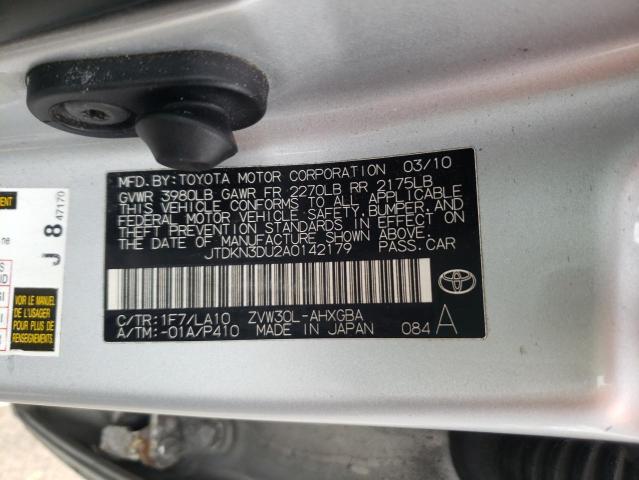 MFD.BY:TOYOTA MOTOR CORPORATION 03/10
GVWR 3980LB GAWR FR 2270LB RR 2175LB
THIS VEHICLE CONFORMS TO ALL APPLICABLE
FEDERAL MOTOR VEHICLE SAFETY,BUMPER,AND
THEFT PREVENTION STANDARDS IN EFFECT ON
THE DATE OF MANUFACTURE SHOWN ABOVE.
JTDKN3DU2A0142179 PASS.CAR
C/TR:1F7/LA10 ZVW30L-AHXGBA
A/TM:-01A/P410 MADE IN JAPAN 084 A
J 8 47170
VOIR LE MANUEL
DE L'USAGER
POUR PLUS DE
RENSEIGNEMENTS